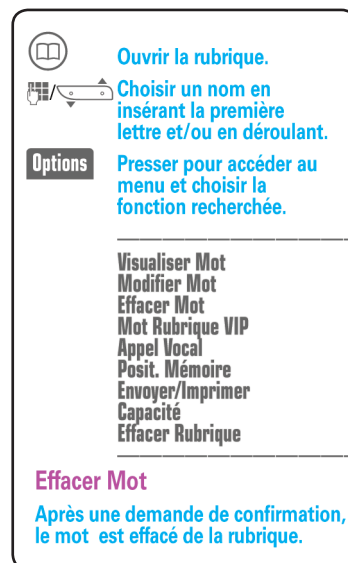 Ouvrir la rubrique.
/ Choisir un nom en
insérant la première
lettre et/ou en déroulant.
Options Presser pour accéder au
menu et choisir la
fonction recherchée.
Visualiser Mot
Modifier Mot
Effacer Mot
Mot Rubrique VIP
Appel Vocal
Posit. Mémoire
Envoyer/Imprimer
Capacité
Effacer Rubrique
Effacer Mot
Après une demande de confirmation,
le mot est effacé de la rubrique.